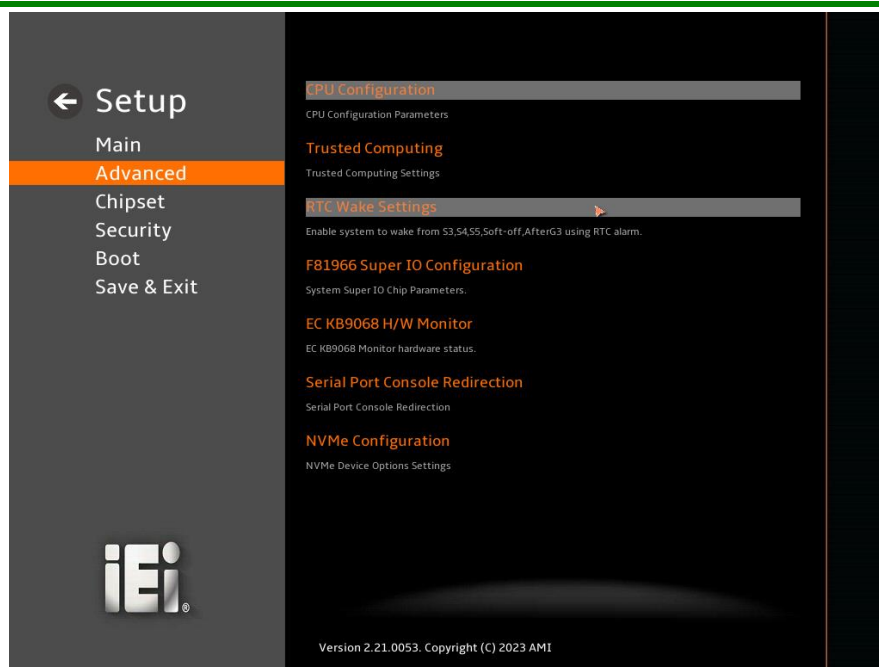 Setup
Main
Advanced
Chipset
Security
Boot
Save & Exit
CPU Configuration
CPU Configuration Parameters
Trusted Computing
Trusted Computing Settings
RTC Wake Settings
Enable system to wake from S3,S4,S5,Soft-off,AfterG3 using RTC alarm.
F81966 Super IO Configuration
System Super IO Chip Parameters.
EC KB9068 H/W Monitor
EC KB9068 Monitor hardware status.
Serial Port Console Redirection
Serial Port Console Redirection
NVMe Configuration
NVMe Device Options Settings
iEi®
Version 2.21.0053. Copyright (C) 2023 AMI